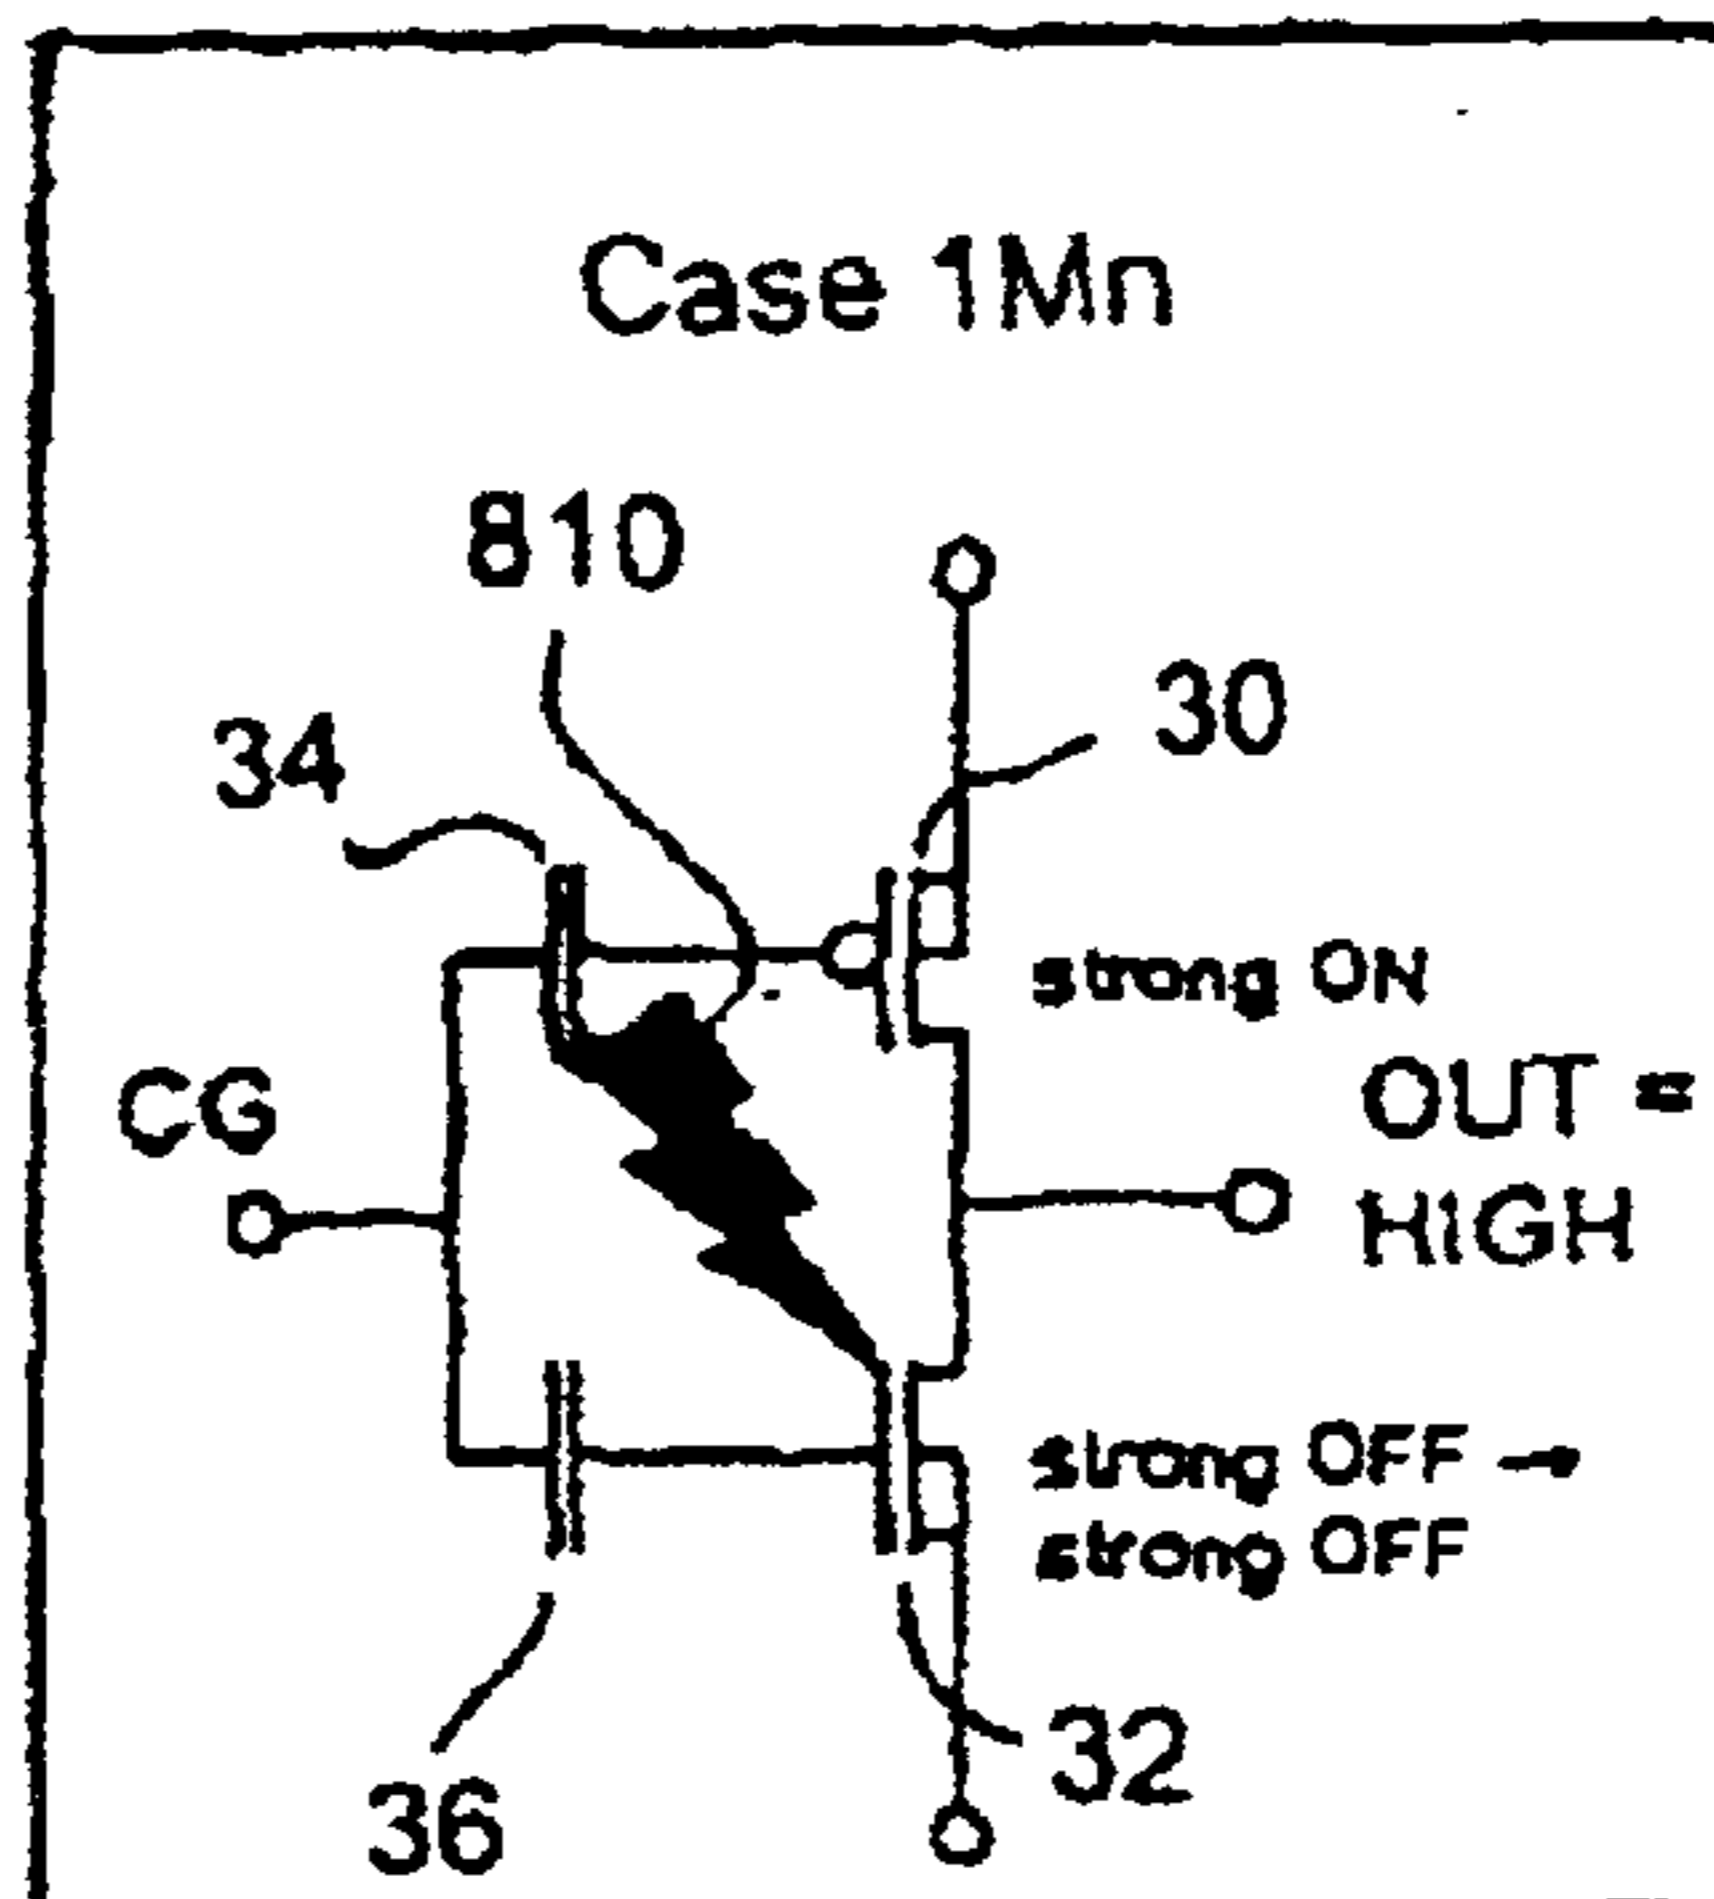 Case 1Mn
810
30
34
strong ON
CG
OUT =
HIGH
strong OFF →
strong OFF
32
36